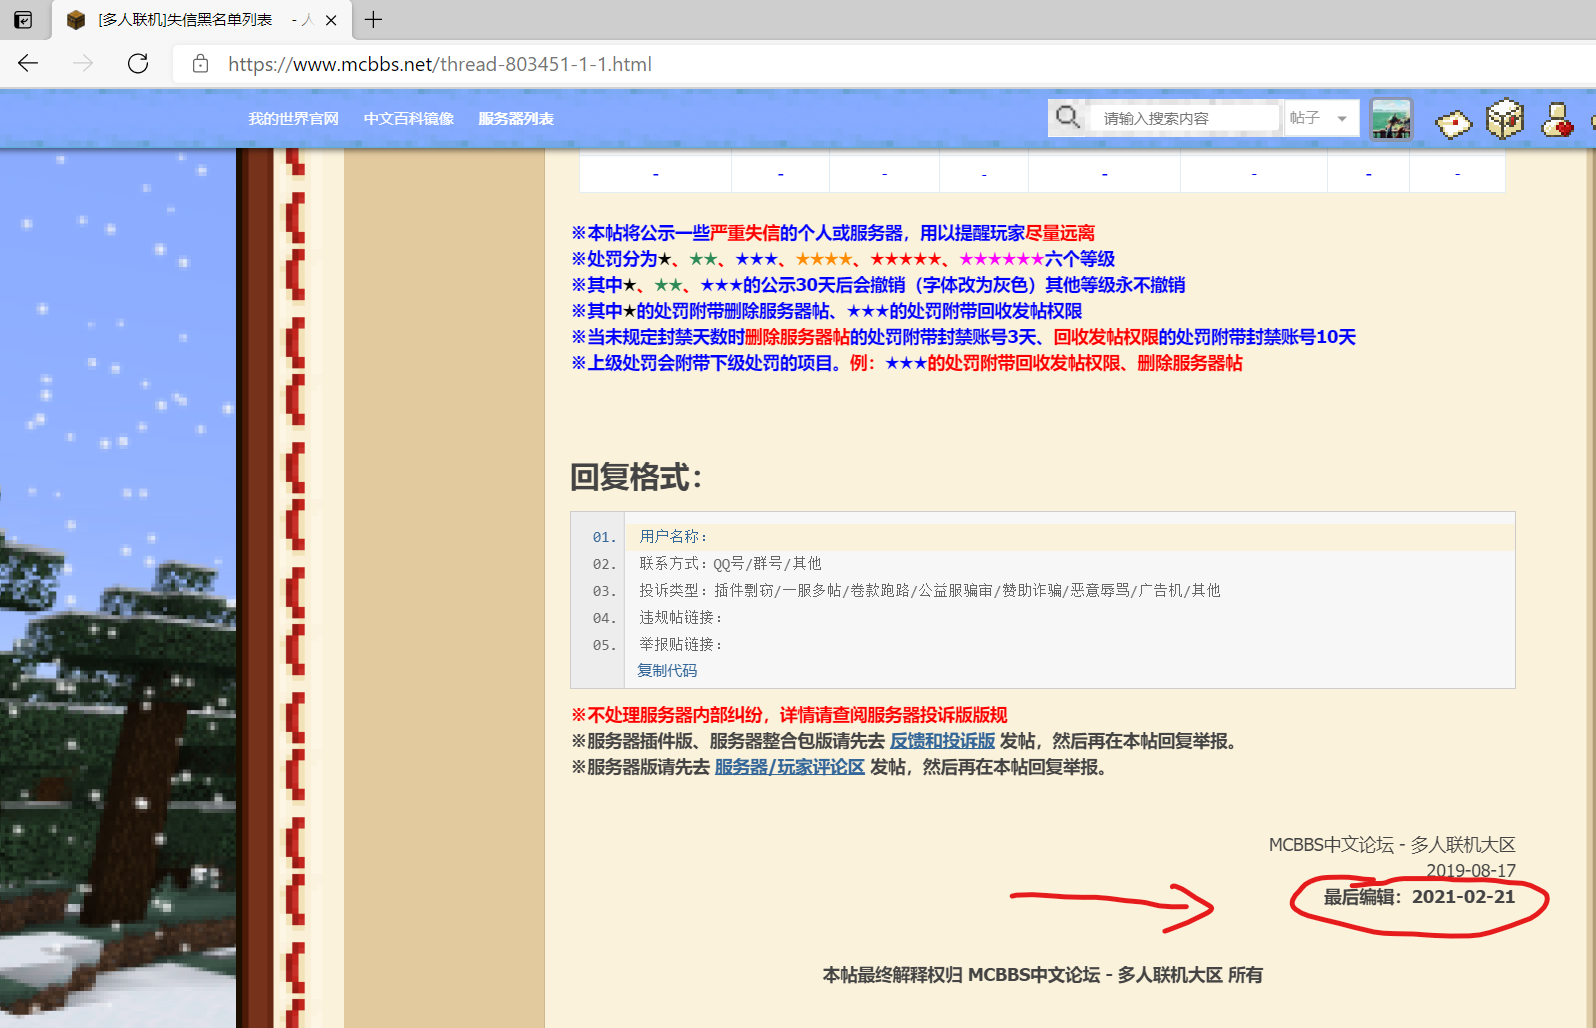 [多人联机]失信黑名单列表 - 人
https://www.mcbbs.net/thread-803451-1-1.html
我的世界官网 中文百科镜像 服务器列表 请输入搜索内容 帖子
- - - - - - - -
※本帖将公示一些严重失信的个人或服务器，用以提醒玩家尽量远离
※处罚分为★、★★、★★★、★★★★、★★★★★、★★★★★★六个等级
※其中★、★★、★★★的公示30天后会撤销（字体改为灰色）其他等级永不撤销
※其中★的处罚附带删除服务器帖、★★★的处罚附带回收发帖权限
※当未规定封禁天数时删除服务器帖的处罚附带封禁账号3天、回收发帖权限的处罚附带封禁账号10天
※上级处罚会附带下级处罚的项目。例：★★★的处罚附带回收发帖权限、删除服务器帖
回复格式：
01. 用户名称：
02. 联系方式：QQ号/群号/其他
03. 投诉类型：插件剽窃/一服多帖/卷款跑路/公益服骗审/赞助诈骗/恶意辱骂/广告机/其他
04. 违规帖链接：
05. 举报贴链接：
复制代码
※不处理服务器内部纠纷，详情请查阅服务器投诉版版规
※服务器插件版、服务器整合包版请先去 反馈和投诉版 发帖，然后再在本帖回复举报。
※服务器版请先去 服务器/玩家评论区 发帖，然后再在本帖回复举报。
MCBBS中文论坛 - 多人联机大区
2019-08-17
最后编辑：2021-02-21
本帖最终解释权归 MCBBS中文论坛 - 多人联机大区 所有